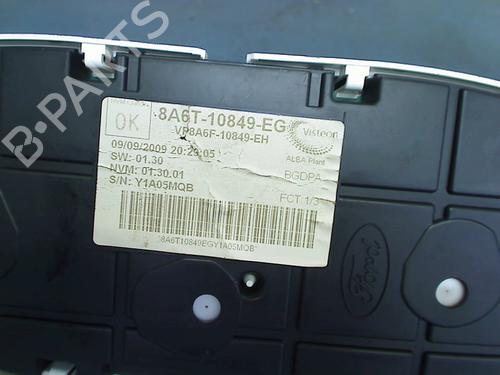 B-PARTS
OK
8A6T-10849-EG
VP8A6F-10849-EH
Visteon
ALBA Plant
09/09/2009 20:29:05
SW: 01.30
NVM: 01.30.01
S/N: Y1A05MQB
BGDPA
FCT 1/3
*8A6T10849EGY1A05MQB*
Ford